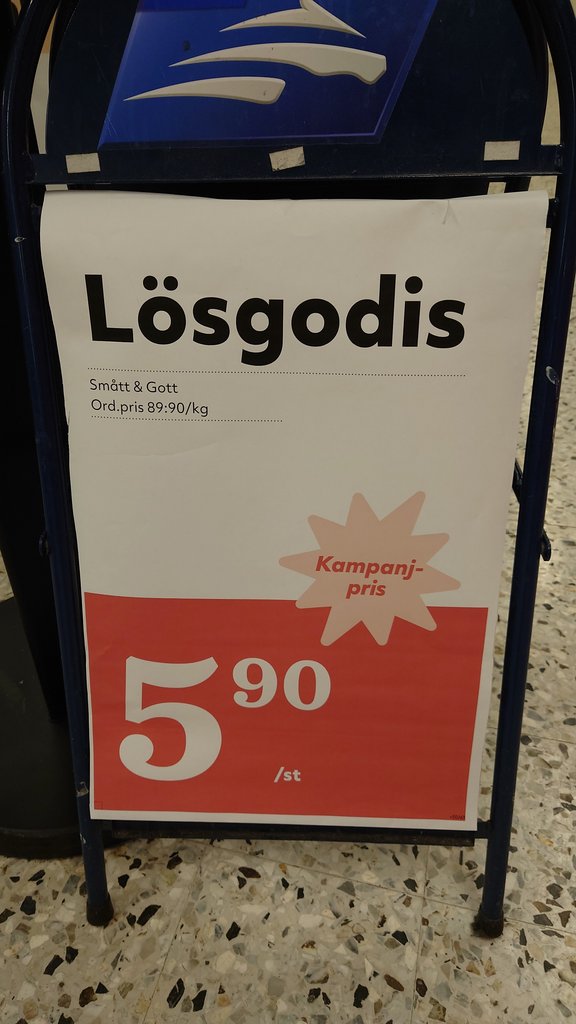 Lösgodis
Smått & Gott
Ord.pris 89:90/kg
Kampanj-
pris
5 90
/st